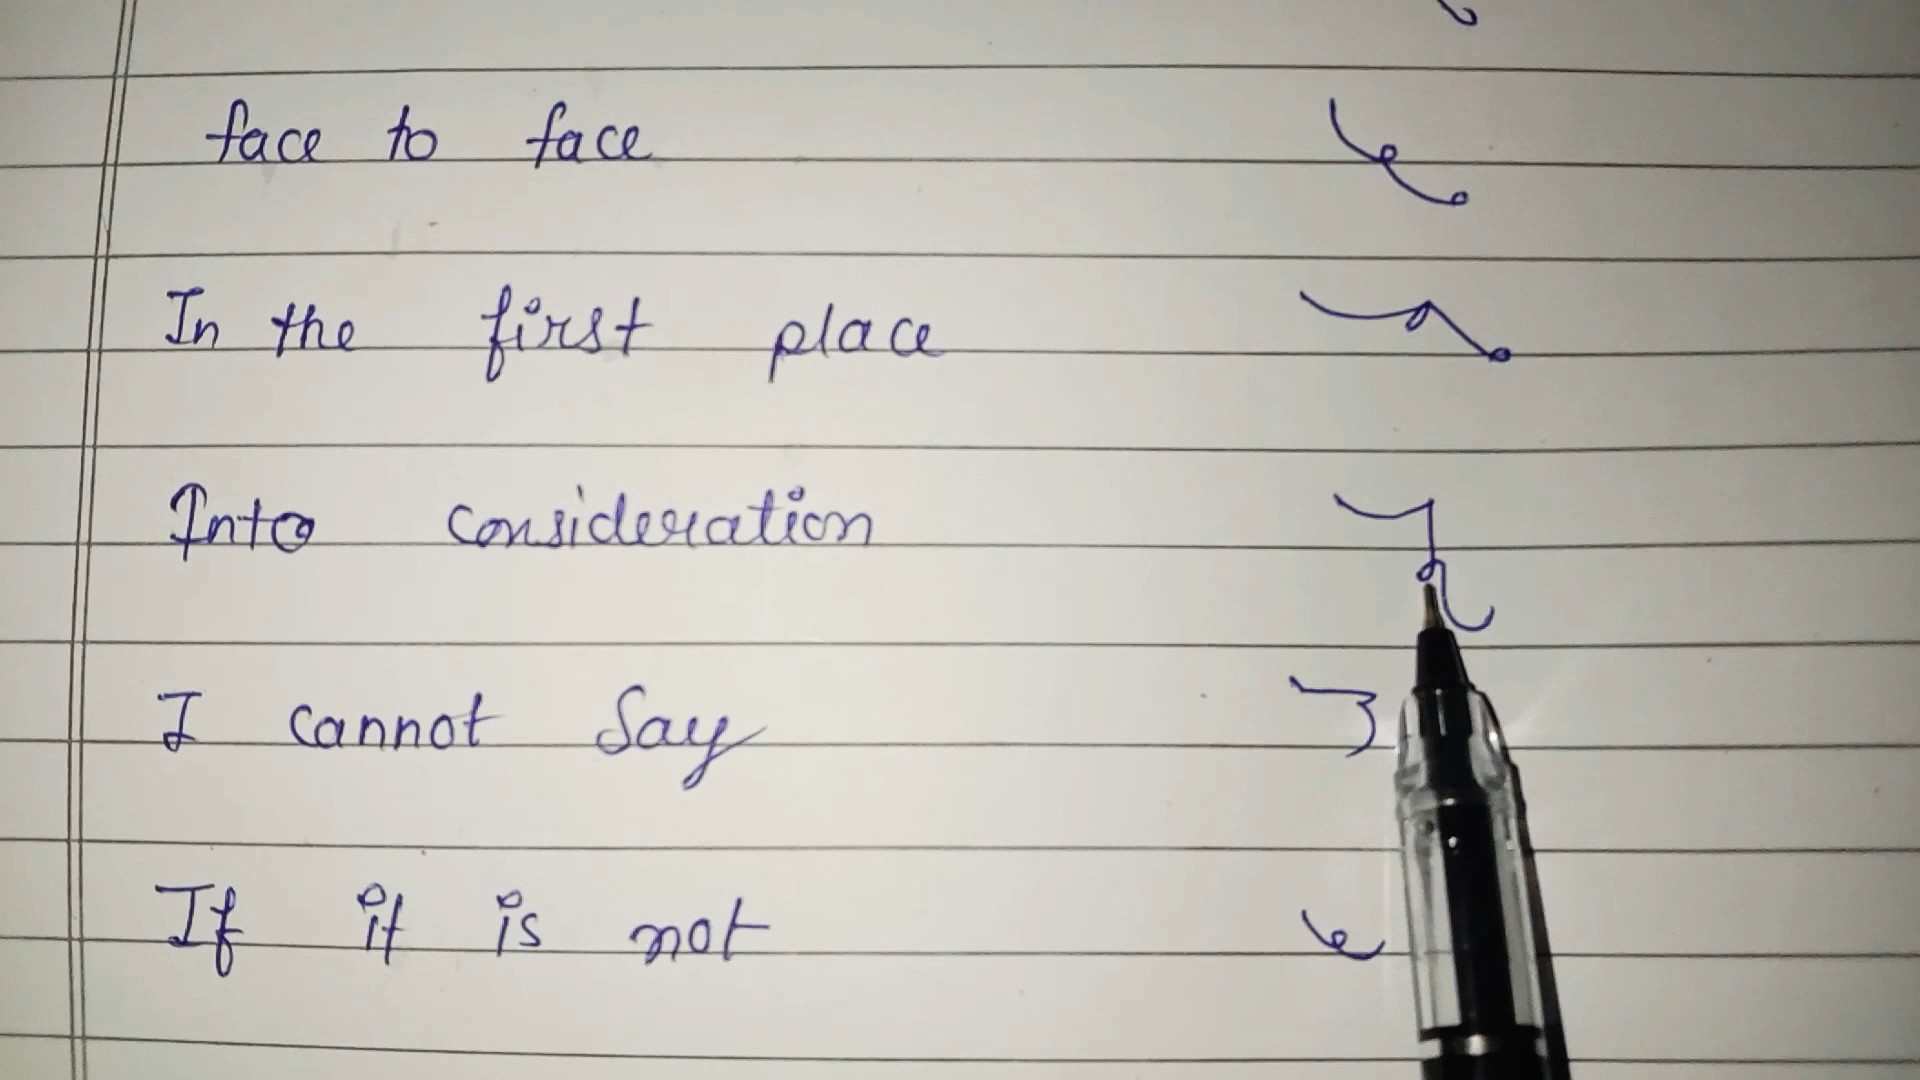 face to face
In the first place
Into consideration
I cannot say
If it is not